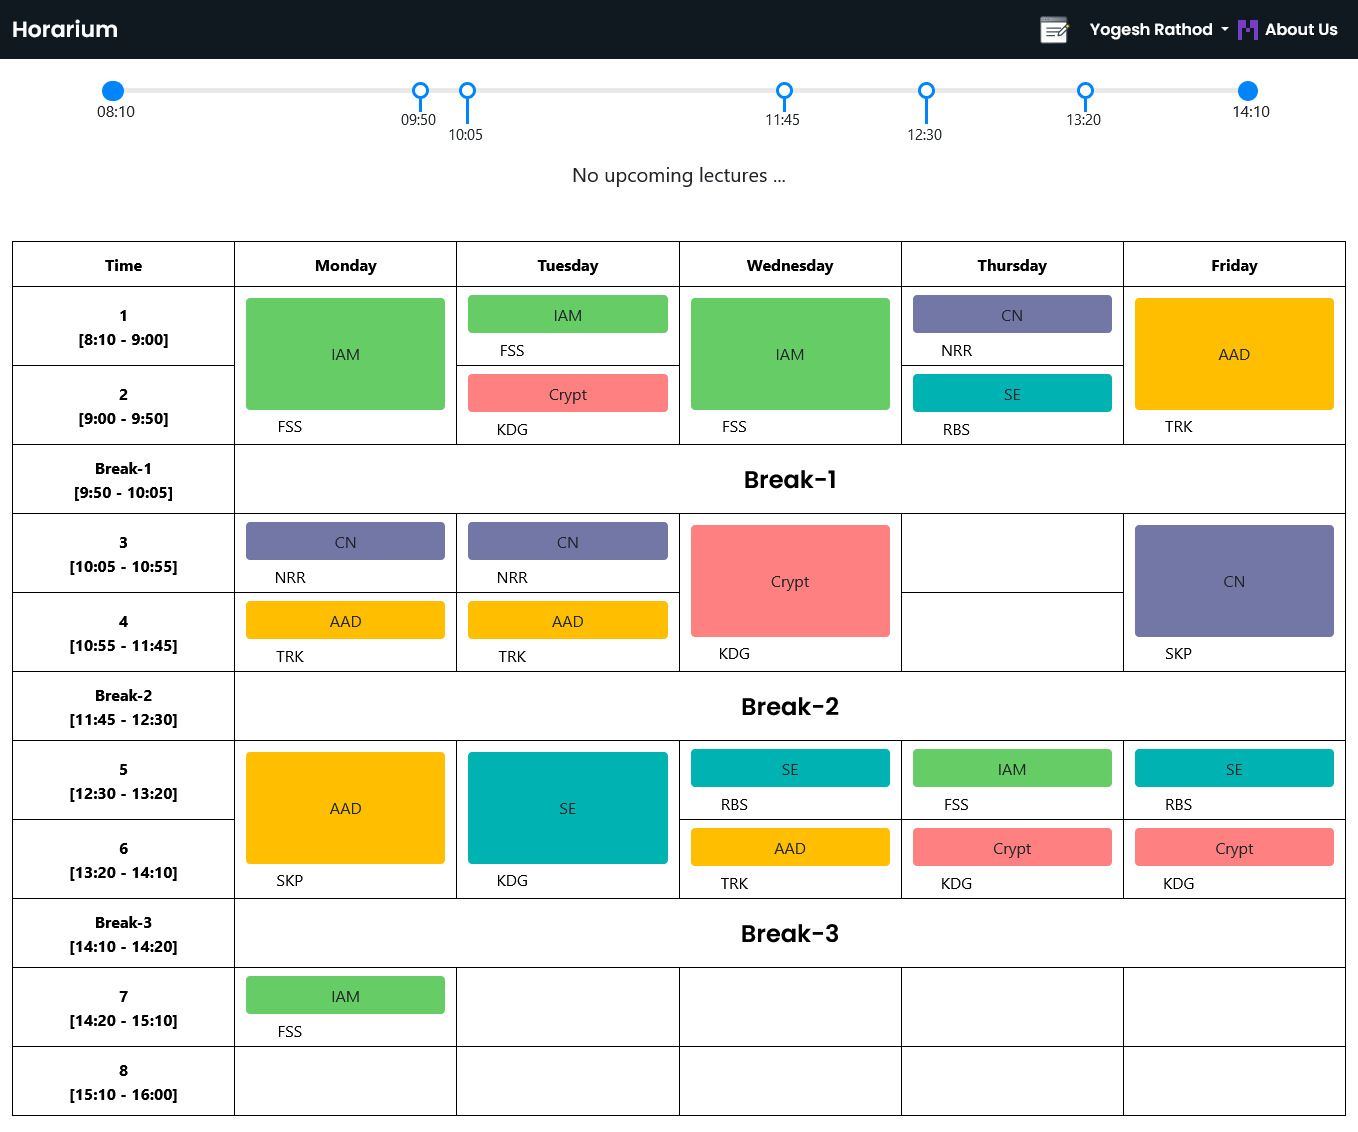 Horarium
Yogesh Rathod
About Us
08:10
09:50
10:05
11:45
12:30
13:20
14:10
No upcoming lectures ...
Time Monday Tuesday Wednesday Thursday Friday
1
[8:10 - 9:00]
IAM
FSS
IAM
FSS
IAM
FSS
CN
NRR
AAD
TRK
2
[9:00 - 9:50]
Crypt
KDG
SE
RBS
Break-1
[9:50 - 10:05]
Break-1
3
[10:05 - 10:55]
CN
NRR
CN
NRR
Crypt
KDG
CN
SKP
4
[10:55 - 11:45]
AAD
TRK
AAD
TRK
Break-2
[11:45 - 12:30]
Break-2
5
[12:30 - 13:20]
AAD
SKP
SE
KDG
SE
RBS
IAM
FSS
SE
RBS
6
[13:20 - 14:10]
AAD
TRK
Crypt
KDG
Crypt
KDG
Break-3
[14:10 - 14:20]
Break-3
7
[14:20 - 15:10]
IAM
FSS
8
[15:10 - 16:00]